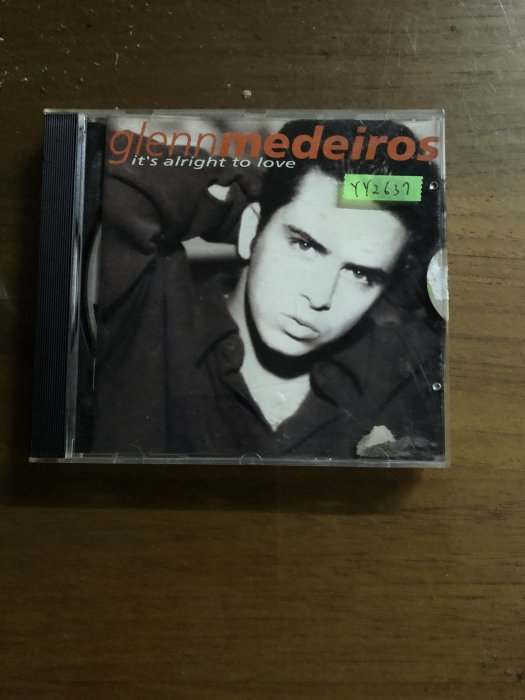 glennmedeiros
it's alright to love
YY2637